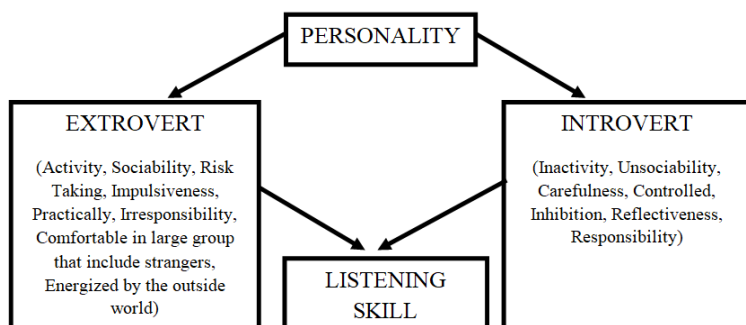 PERSONALITY
EXTROVERT
(Activity, Sociability, Risk
Taking, Impulsiveness,
Practically, Irresponsibility,
Comfortable in large group
that include strangers,
Energized by the outside
world)
INTROVERT
(Inactivity, Unsociability,
Carefulness, Controlled,
Inhibition, Reflectiveness,
Responsibility)
LISTENING
SKILL